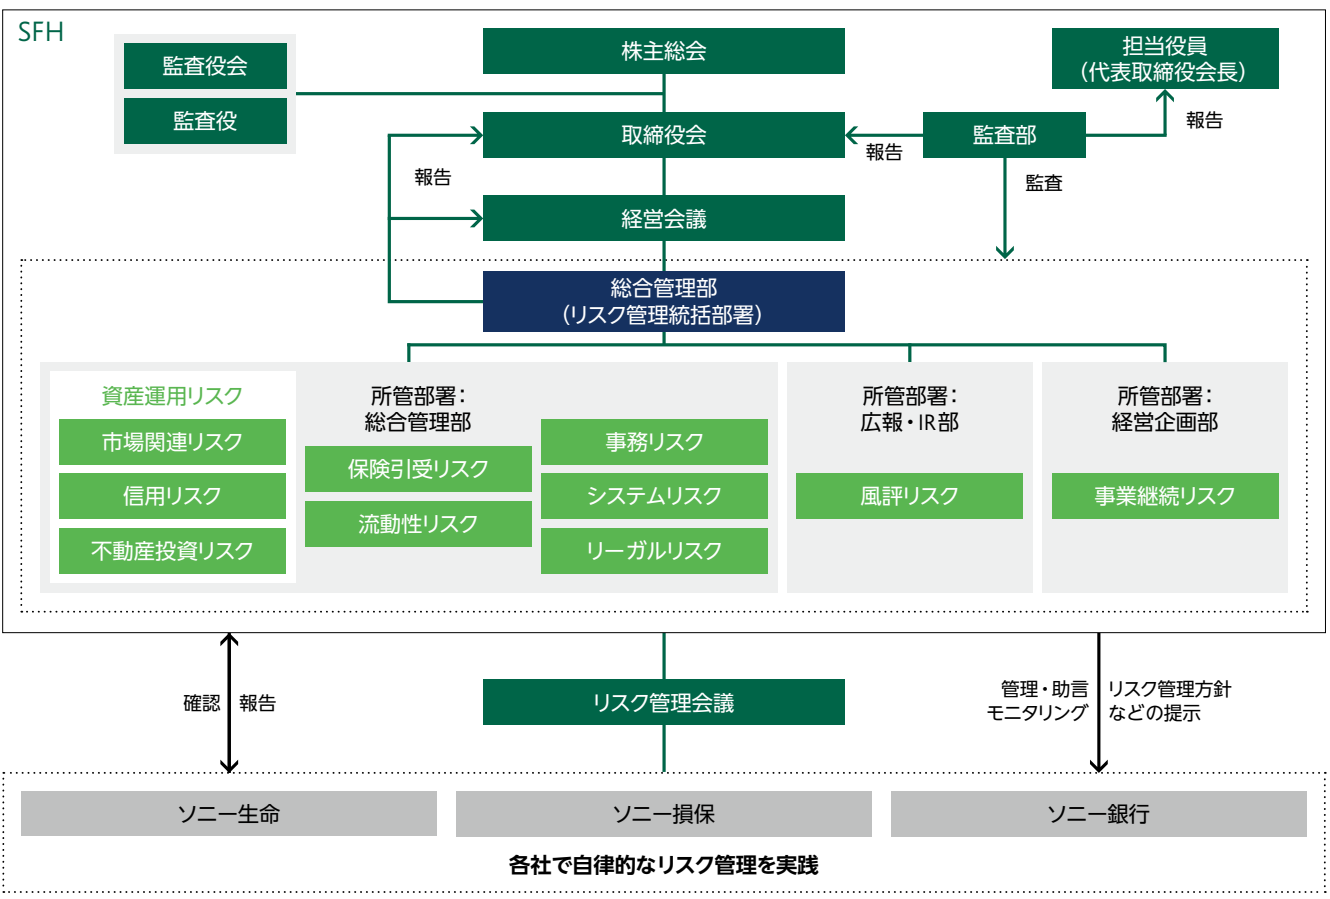 SFH
監査役会
監査役
株主総会
担当役員
（代表取締役会長）
報告
取締役会
報告
監査部
報告
監査
経営会議
総合管理部
（リスク管理統括部署）
資産運用リスク
市場関連リスク
信用リスク
不動産投資リスク
所管部署：
総合管理部
保険引受リスク
流動性リスク
事務リスク
システムリスク
リーガルリスク
所管部署：
広報・IR部
風評リスク
所管部署：
経営企画部
事業継続リスク
確認
報告
リスク管理会議
管理・助言
モニタリング
リスク管理方針
などの提示
ソニー生命
ソニー損保
ソニー銀行
各社で自律的なリスク管理を実践